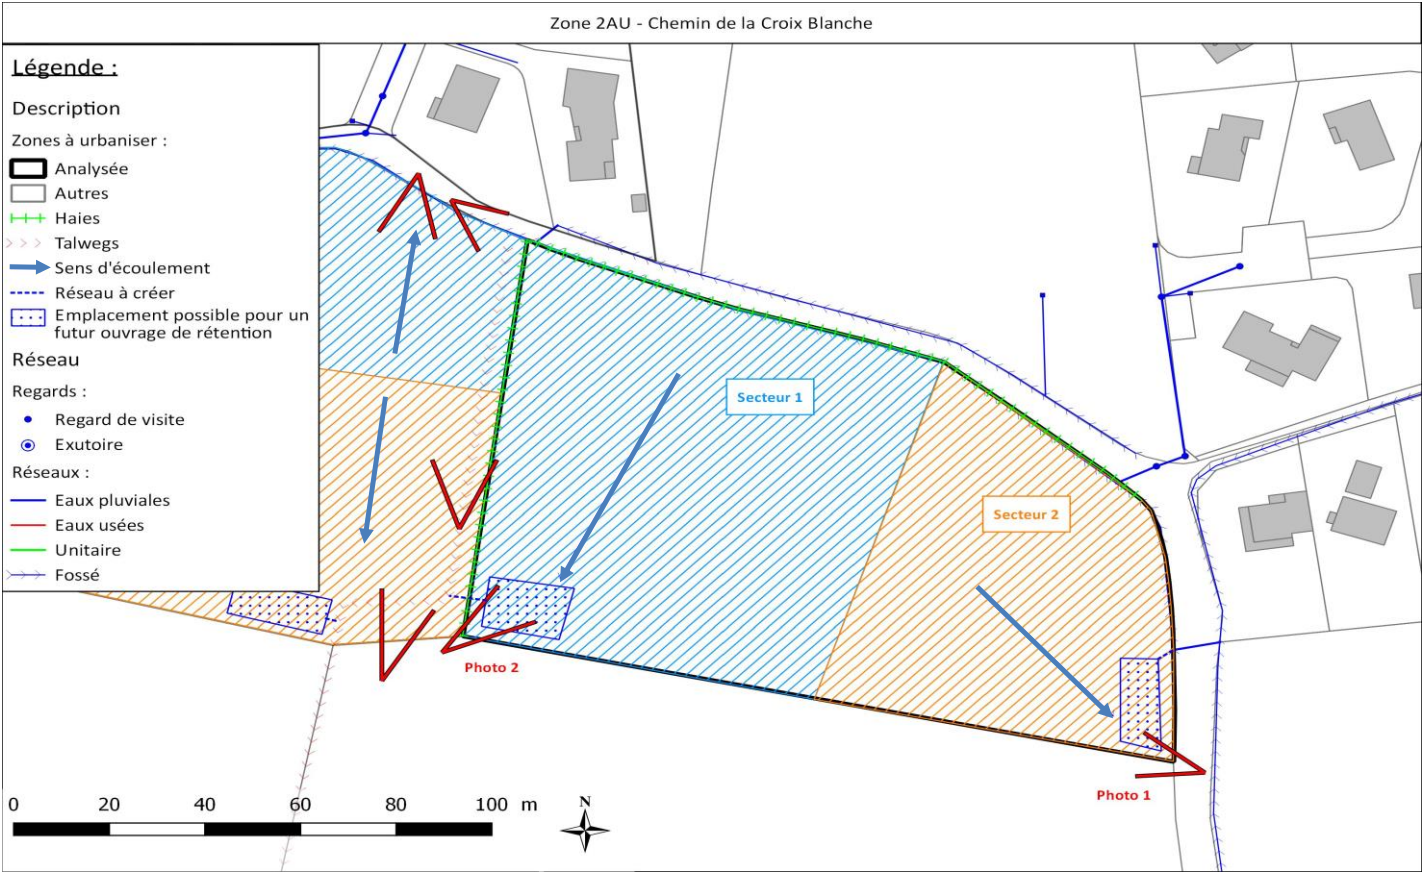 Zone 2AU - Chemin de la Croix Blanche
Légende :
Description
Zones à urbaniser :
Analysée
Autres
Haies
Talwegs
Sens d'écoulement
Réseau à créer
Emplacement possible pour un
futur ouvrage de rétention
Réseau
Regards :
Regard de visite
Exutoire
Réseaux :
Eaux pluviales
Eaux usées
Unitaire
Fossé
Secteur 1
Secteur 2
Photo 2
Photo 1
0 20 40 60 80 100 m
N